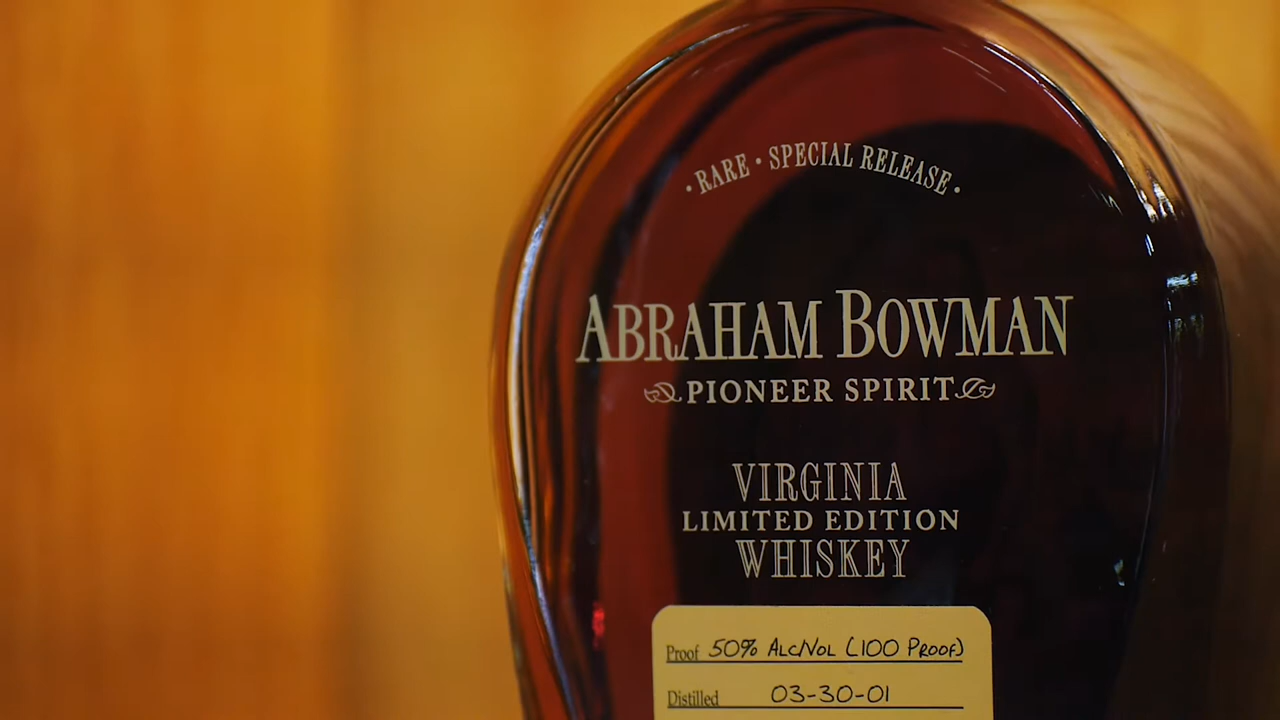 · RARE · SPECIAL RELEASE ·
ABRAHAM BOWMAN
PIONEER SPIRIT
VIRGINIA
LIMITED EDITION
WHISKEY
Proof 50% ALC/VOL (100 PROOF)
Distilled 03-30-01